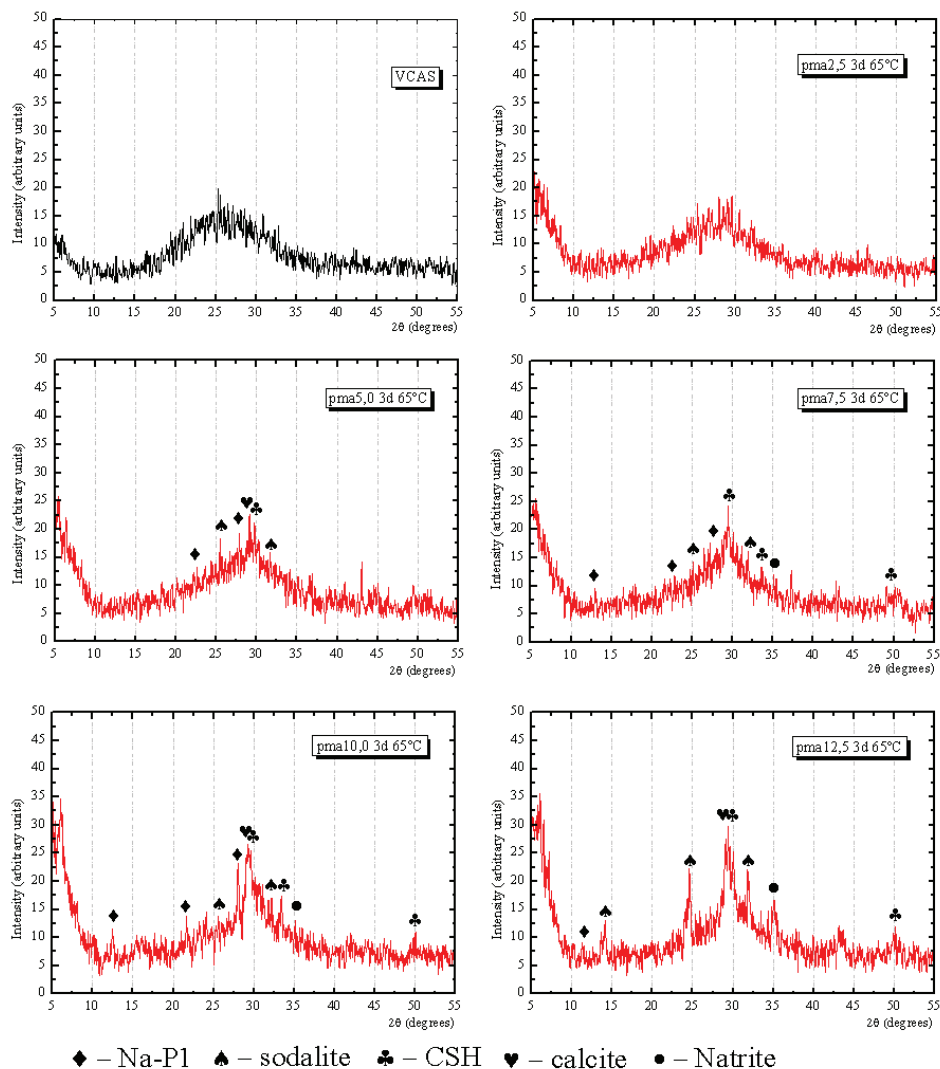 VCAS
Intensity (arbitrary units)
50
45
40
35
30
25
20
15
10
5
0
5 10 15 20 25 30 35 40 45 50 55
2θ (degrees)
pma2,5 3d 65°C
Intensity (arbitrary units)
50
45
40
35
30
25
20
15
10
5
0
5 10 15 20 25 30 35 40 45 50 55
2θ (degrees)
pma5,0 3d 65°C
Intensity (arbitrary units)
50
45
40
35
30
25
20
15
10
5
0
5 10 15 20 25 30 35 40 45 50 55
2θ (degrees)
pma7,5 3d 65°C
Intensity (arbitrary units)
50
45
40
35
30
25
20
15
10
5
0
5 10 15 20 25 30 35 40 45 50 55
2θ (degrees)
pma10,0 3d 65°C
Intensity (arbitrary units)
50
45
40
35
30
25
20
15
10
5
0
5 10 15 20 25 30 35 40 45 50 55
2θ (degrees)
pma12,5 3d 65°C
Intensity (arbitrary units)
50
45
40
35
30
25
20
15
10
5
0
5 10 15 20 25 30 35 40 45 50 55
2θ (degrees)
♦ – Na-P1 ♠ – sodalite ♣ – CSH ♥ – calcite ● – Natrite